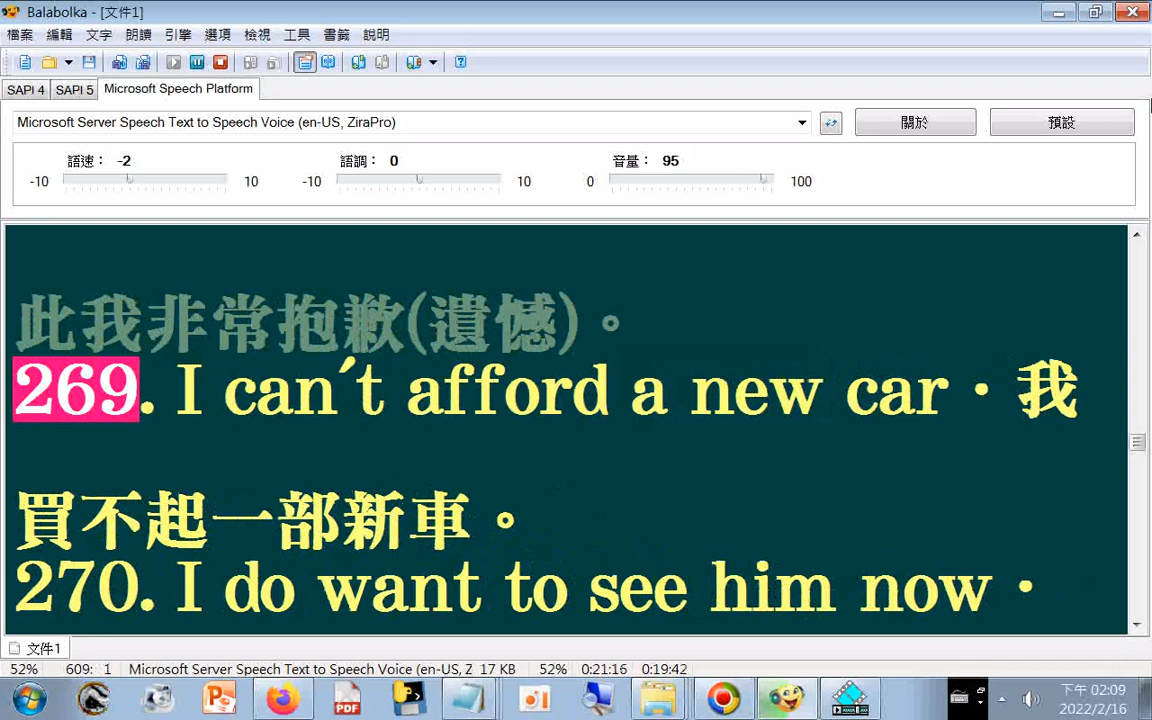 Balabolka - [文件1]
檔案 編輯 文字 朗讀 引擎 選項 檢視 工具 書籤 說明
SAPI 4 SAPI 5 Microsoft Speech Platform
Microsoft Server Speech Text to Speech Voice (en-US, ZiraPro) 關於 預設
語速： -2 語調： 0 音量： 95
-10 10 -10 10 0 100
此我非常抱歉(遺憾)。
269. I can't afford a new car．我
買不起一部新車。
270. I do want to see him now．
文件1
52% 609: 1 Microsoft Server Speech Text to Speech Voice (en-US, Z 17 KB 52% 0:21:16 0:19:42
PDF
下午 02:09
2022/2/16